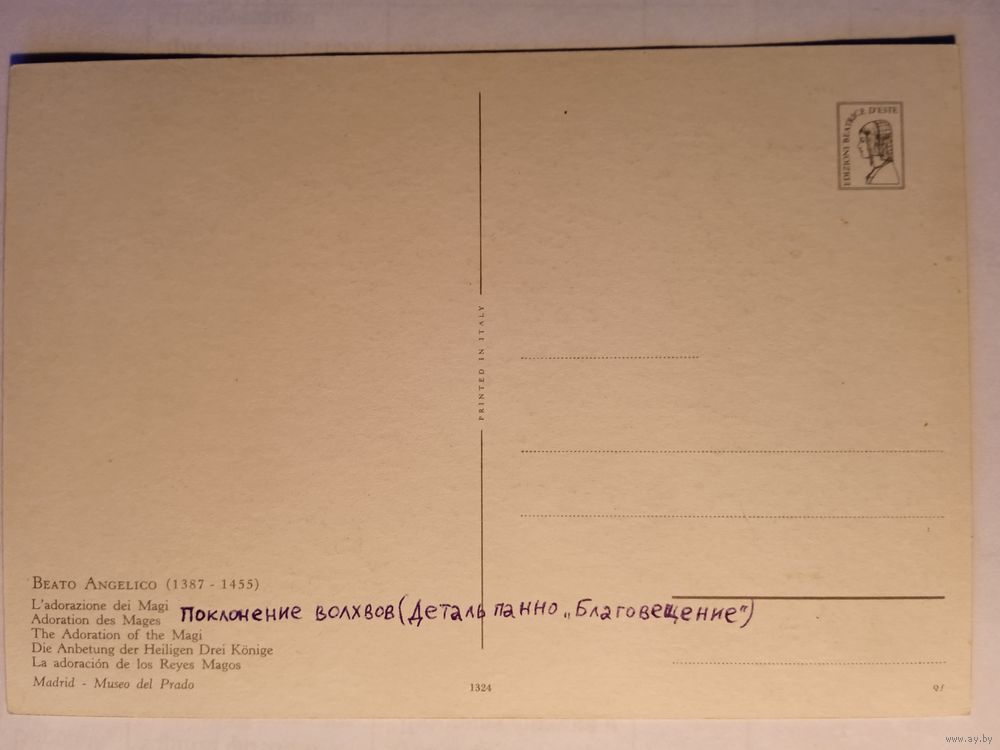 EDIZIONI BEATRICE D'ESTE
PRINTED IN ITALY
BEATO ANGELICO (1387 - 1455)
L'adorazione dei Magi
Adoration des Mages
The Adoration of the Magi
Die Anbetung der Heiligen Drei Könige
La adoración de los Reyes Magos
Поклонение волхвов (Деталь панно „Благовещение")
Madrid - Museo del Prado
1324
www.ay.by